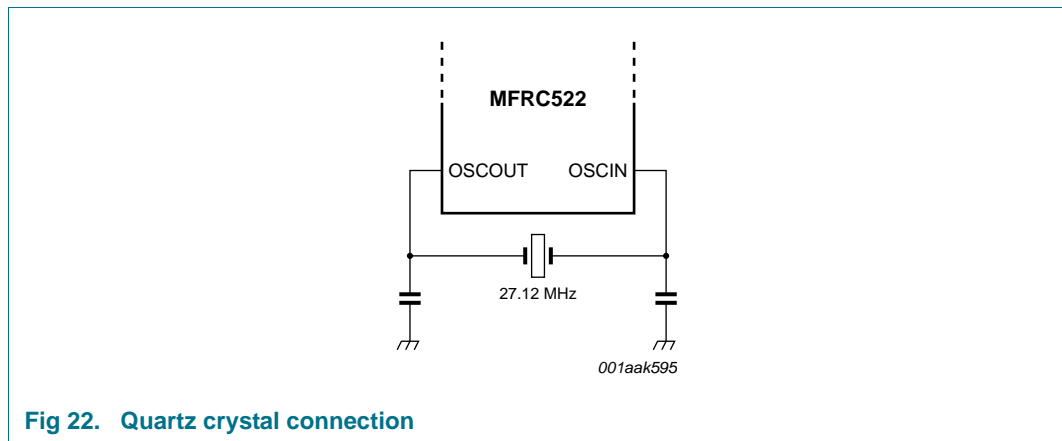 MFRC522
OSCOUT OSCIN
27.12 MHz
001aak595
Fig 22. Quartz crystal connection